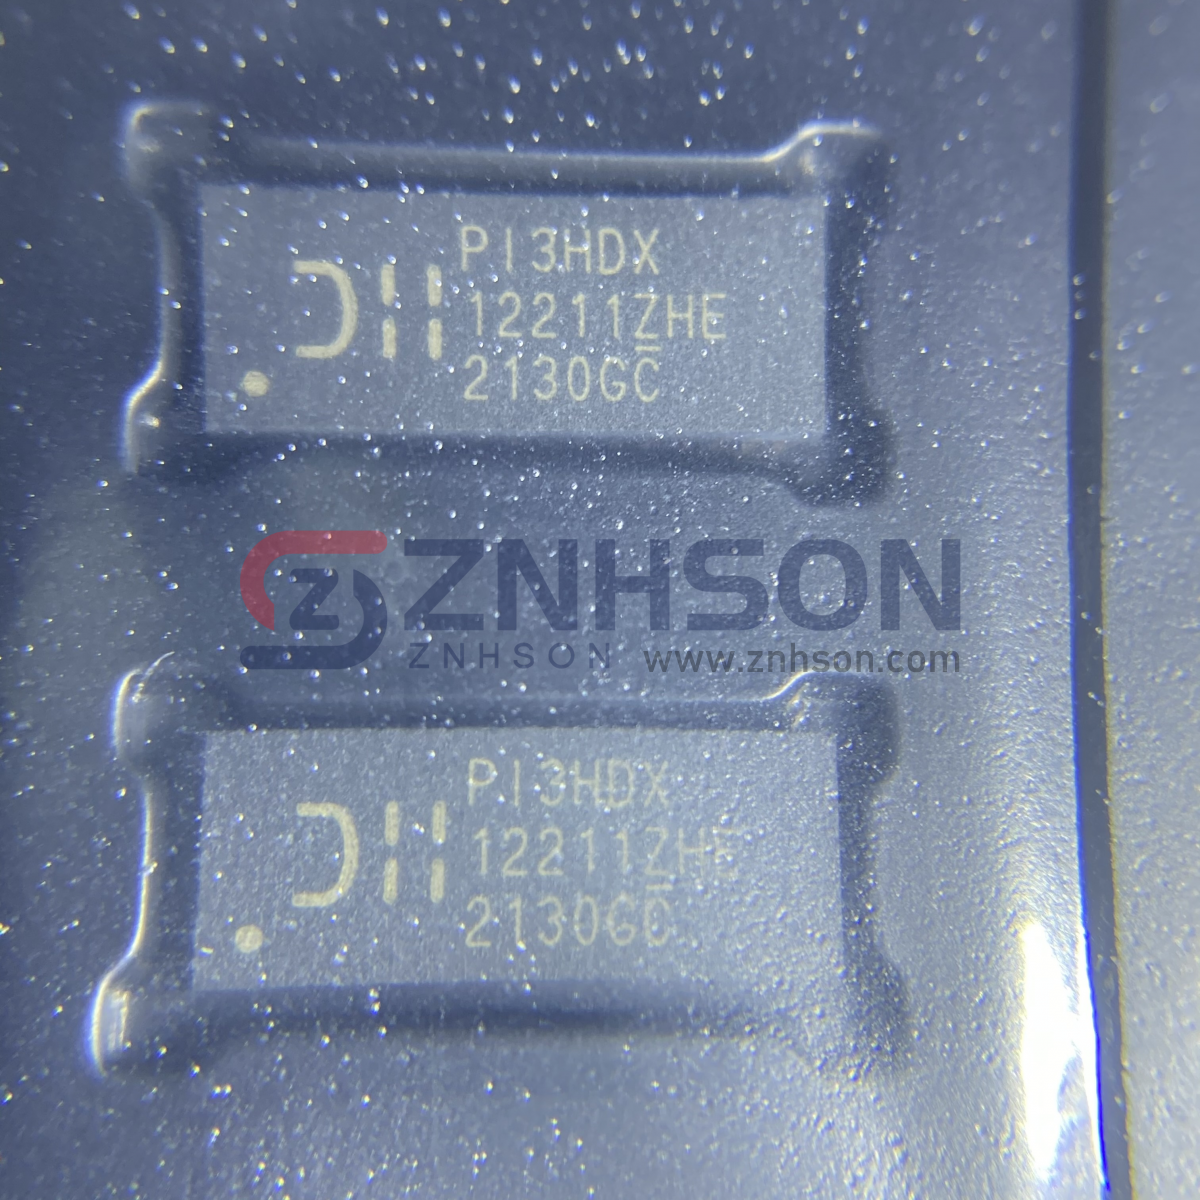 PI3HDX
12211ZHE
2130GC
ZNHSON
ZNHSON www.znhson.com
PI3HDX
12211ZHE
2130GC